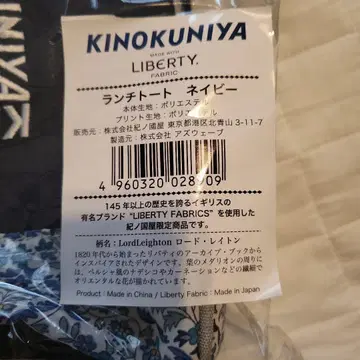 KINOKUNIYA
MADE WITH
LIBERTY.
FABRIC
ランチトート ネイビー
本体生地：ポリエステル
プリント生地：ポリエステル
販売元：株式会社紀ノ國屋 東京都港区北青山 3-11-7
製造元：株式会社 アズウェーブ
4 960320 028909
145 年以上の歴史を誇るイギリスの
有名ブランド "LIBERTY FABRICS" を使用した
紀ノ國屋限定商品です。
柄名：LordLeighton ロード・レイトン
1820 年代から始まったリバティのアーカイブ・ブックから
インスパイアされたデザインです。葉のメダリオンの周りに
は、ペルシャ風のナデシコやカーネーションなどの繊細で
オリエンタルな花が描かれています。
Product : Made in China / Liberty Fabric : Made in Japan
NIYA